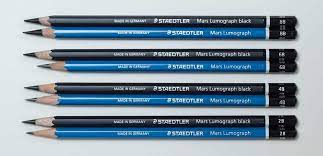 MADE IN GERMANY STAEDTLER Mars Lumograph black 8B
MADE IN GERMANY STAEDTLER Mars Lumograph 8B
MADE IN GERMANY STAEDTLER Mars Lumograph black 6B
MADE IN GERMANY STAEDTLER Mars Lumograph 6B
MADE IN GERMANY STAEDTLER Mars Lumograph black 4B
MADE IN GERMANY STAEDTLER Mars Lumograph 4B
MADE IN GERMANY STAEDTLER Mars Lumograph black 2B
MADE IN GERMANY STAEDTLER Mars Lumograph 2B